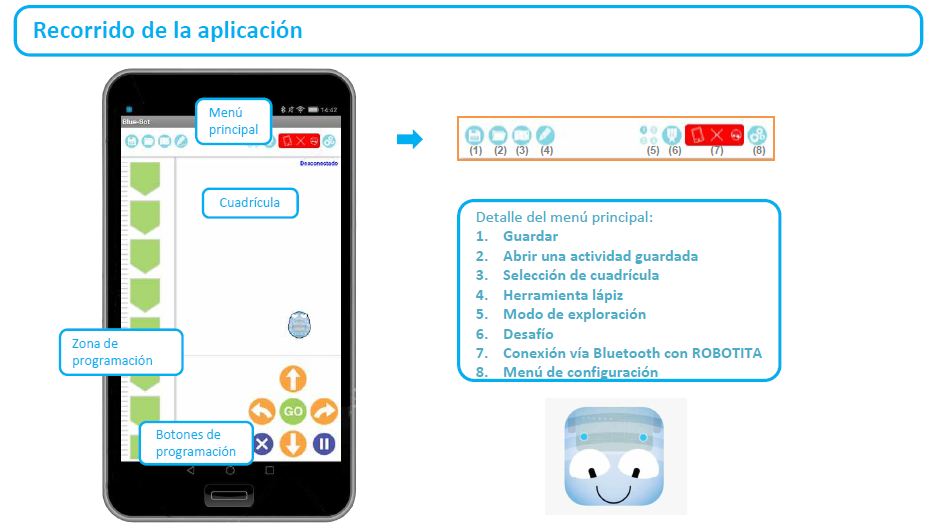 Recorrido de la aplicación
14:42
Blue-Bot
Menú
principal
Desconectado
Cuadrícula
Zona de
programación
GO
Botones de
programación
(1) (2) (3) (4) (5) (6) (7) (8)
Detalle del menú principal:
1. Guardar
2. Abrir una actividad guardada
3. Selección de cuadrícula
4. Herramienta lápiz
5. Modo de exploración
6. Desafío
7. Conexión vía Bluetooth con ROBOTITA
8. Menú de configuración